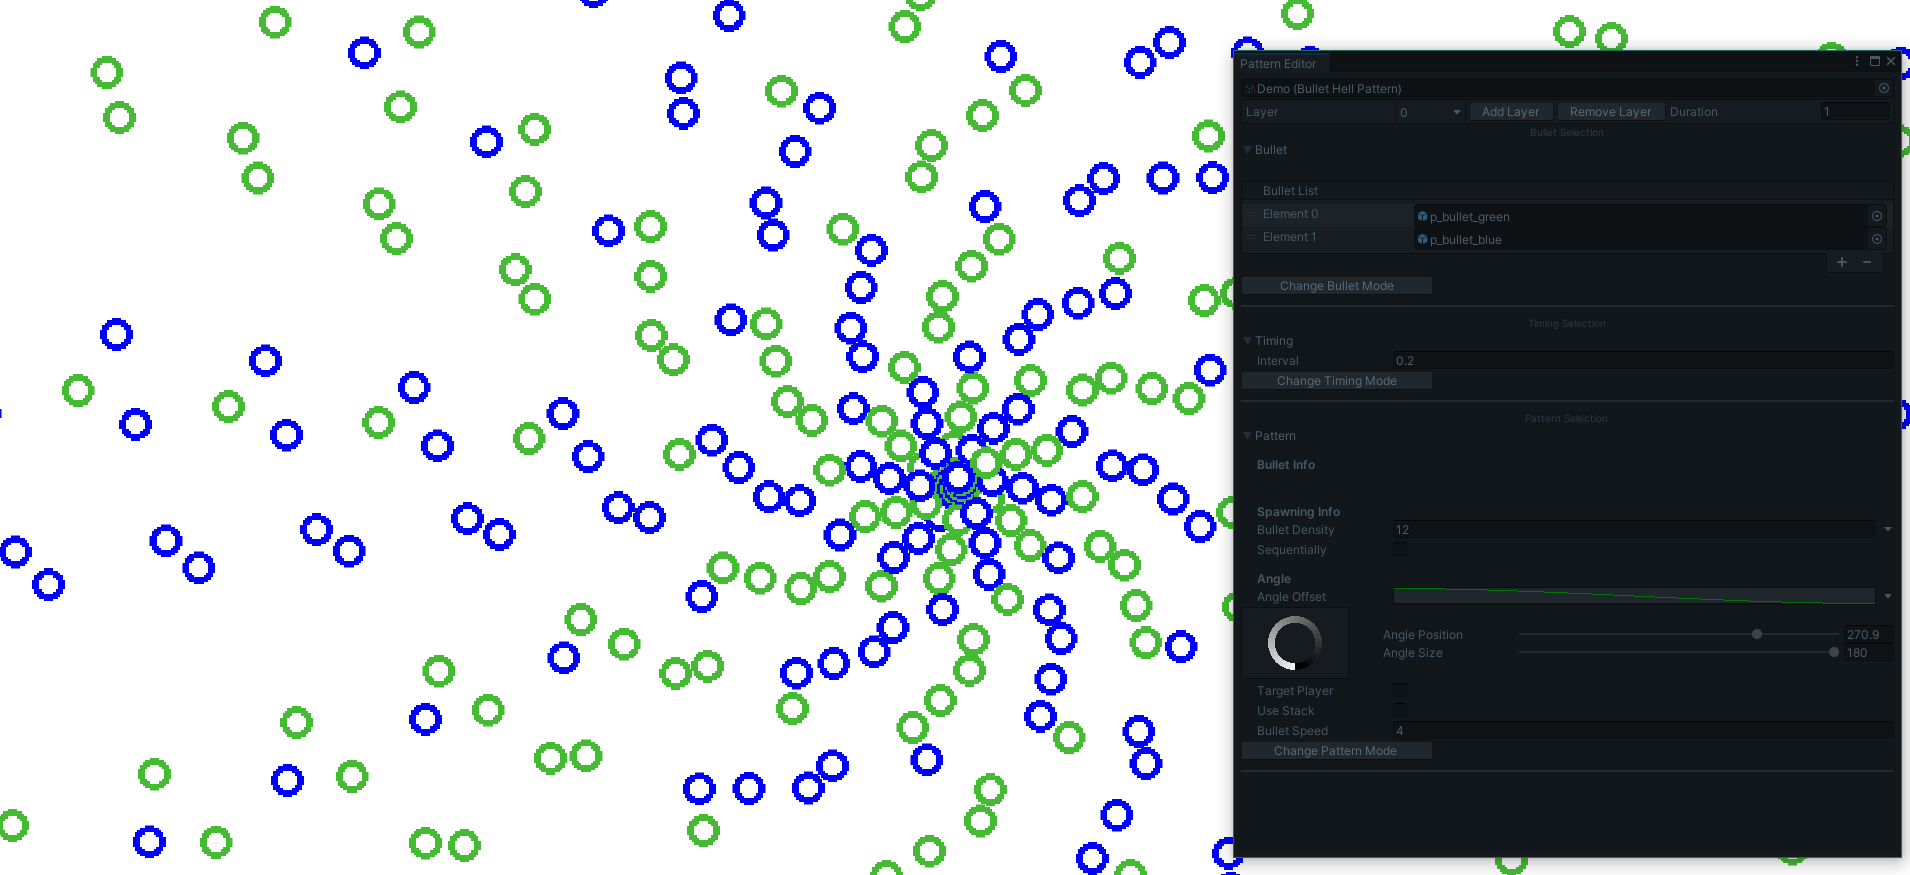 Pattern Editor
Demo (Bullet Hell Pattern)
Layer 0 Add Layer Remove Layer Duration 1
Bullet Selection
Bullet
Bullet List
Element 0 p_bullet_green
Element 1 p_bullet_blue
+ −
Change Bullet Mode
Timing Selection
Timing
Interval 0.2
Change Timing Mode
Pattern Selection
Pattern
Bullet Info
Spawning Info
Bullet Density 12
Sequentially
Angle
Angle Offset
Angle Position 270.9
Angle Size 180
Target Player
Use Stack
Bullet Speed 4
Change Pattern Mode